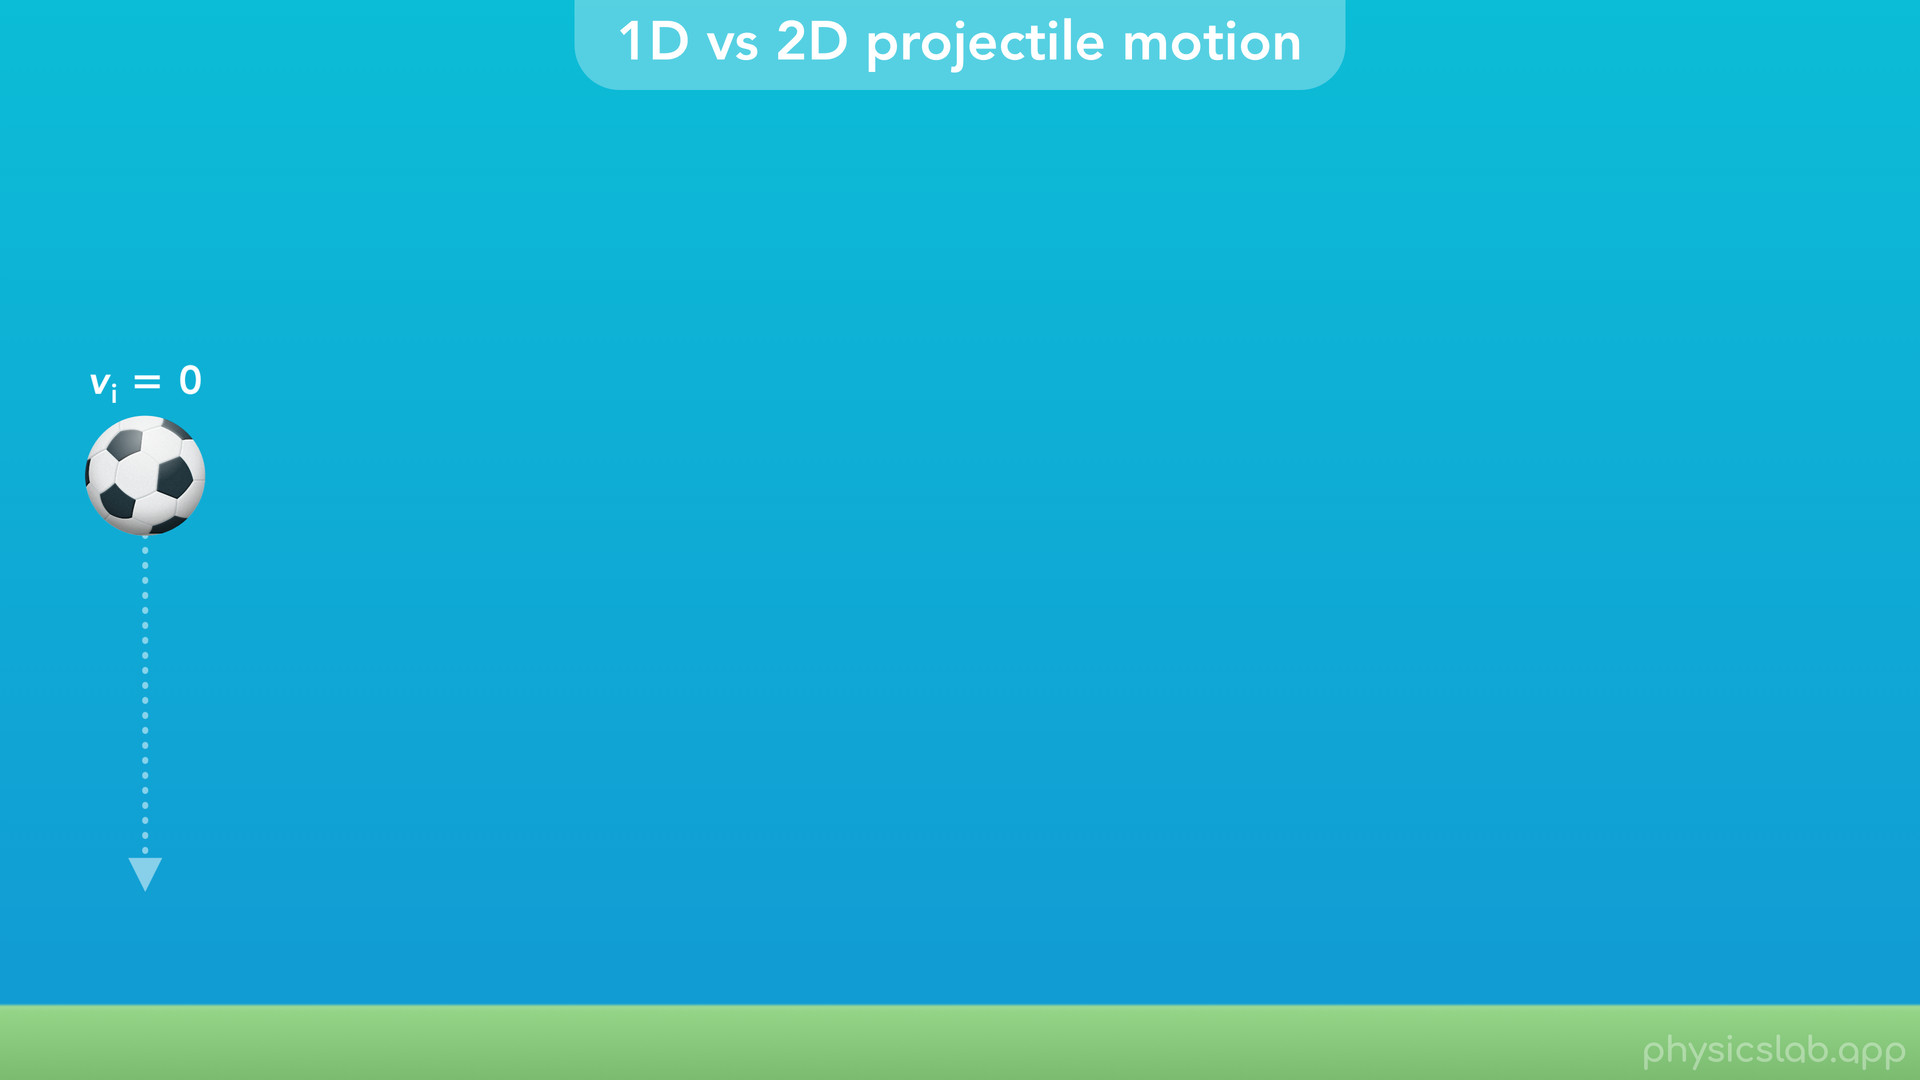 1D vs 2D projectile motion
vᵢ = 0
physicslab.app